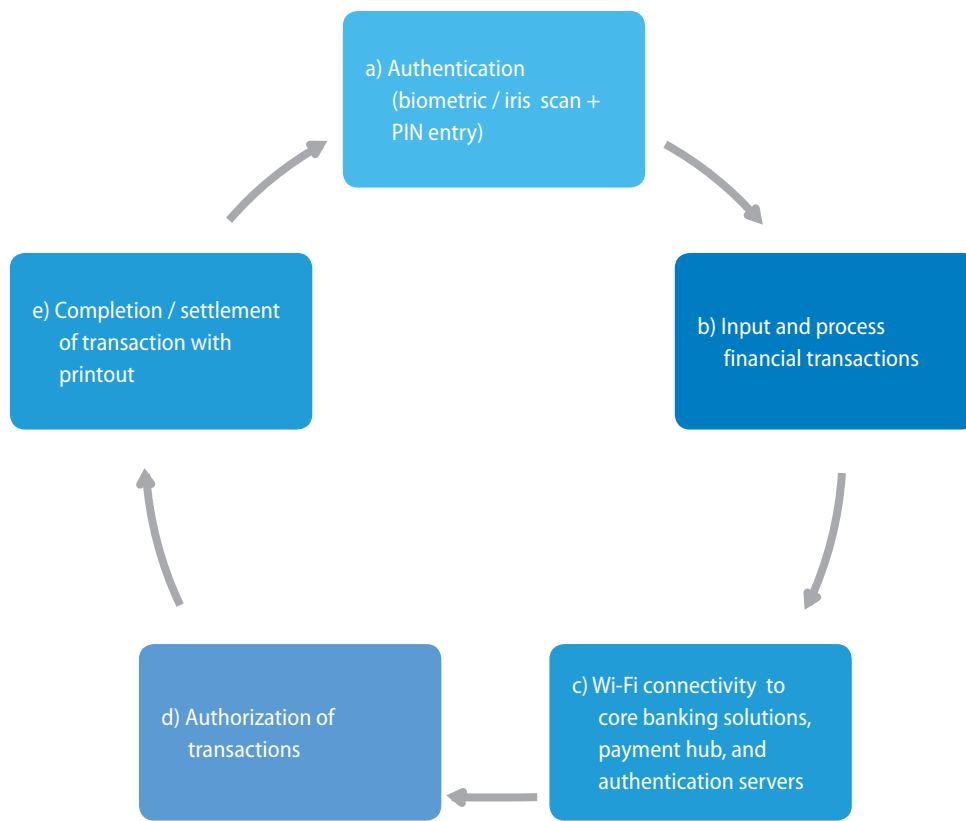 a) Authentication
(biometric / iris scan +
PIN entry)
b) Input and process
financial transactions
c) Wi-Fi connectivity to
core banking solutions,
payment hub, and
authentication servers
d) Authorization of
transactions
e) Completion / settlement
of transaction with
printout